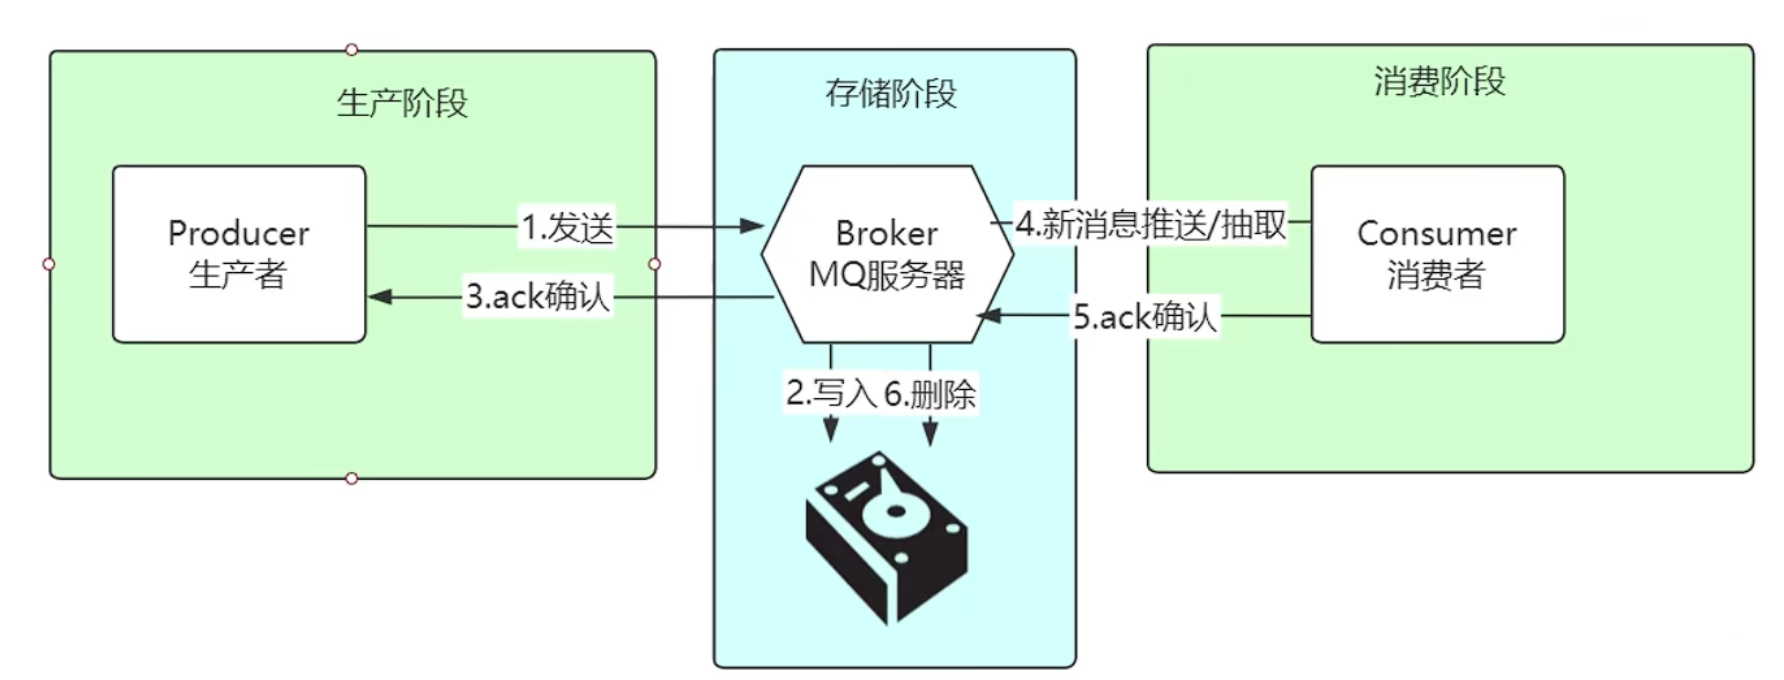 生产阶段
Producer
生产者
1.发送
3.ack确认
存储阶段
Broker
MQ服务器
2.写入
6.删除
4.新消息推送/抽取
5.ack确认
消费阶段
Consumer
消费者